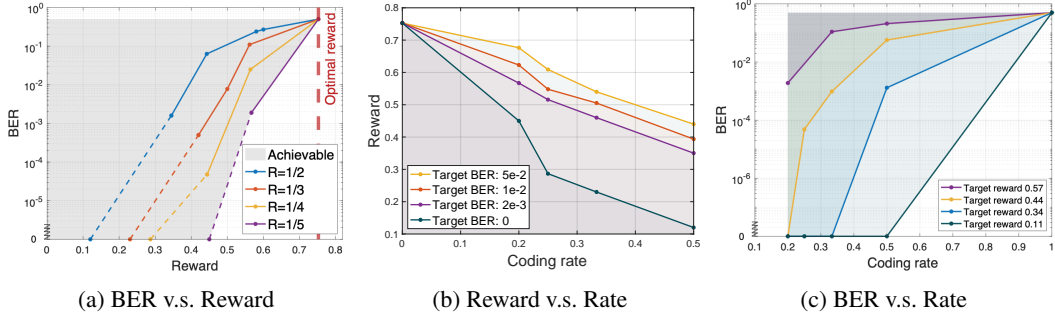 10^0
10^-1
10^-2
10^-3
10^-4
10^-5
0
BER
0 0.1 0.2 0.3 0.4 0.5 0.6 0.7 0.8
Reward
Optimal reward
Achievable
R=1/2
R=1/3
R=1/4
R=1/5
(a) BER v.s. Reward
0.8
0.7
0.6
0.5
0.4
0.3
0.2
0.1
Reward
0 0.1 0.2 0.3 0.4 0.5
Coding rate
Target BER: 5e-2
Target BER: 1e-2
Target BER: 2e-3
Target BER: 0
(b) Reward v.s. Rate
10^0
10^-2
10^-4
10^-6
0
BER
0.1 0.2 0.3 0.4 0.5 0.6 0.7 0.8 0.9 1
Coding rate
Target reward 0.57
Target reward 0.44
Target reward 0.34
Target reward 0.11
(c) BER v.s. Rate